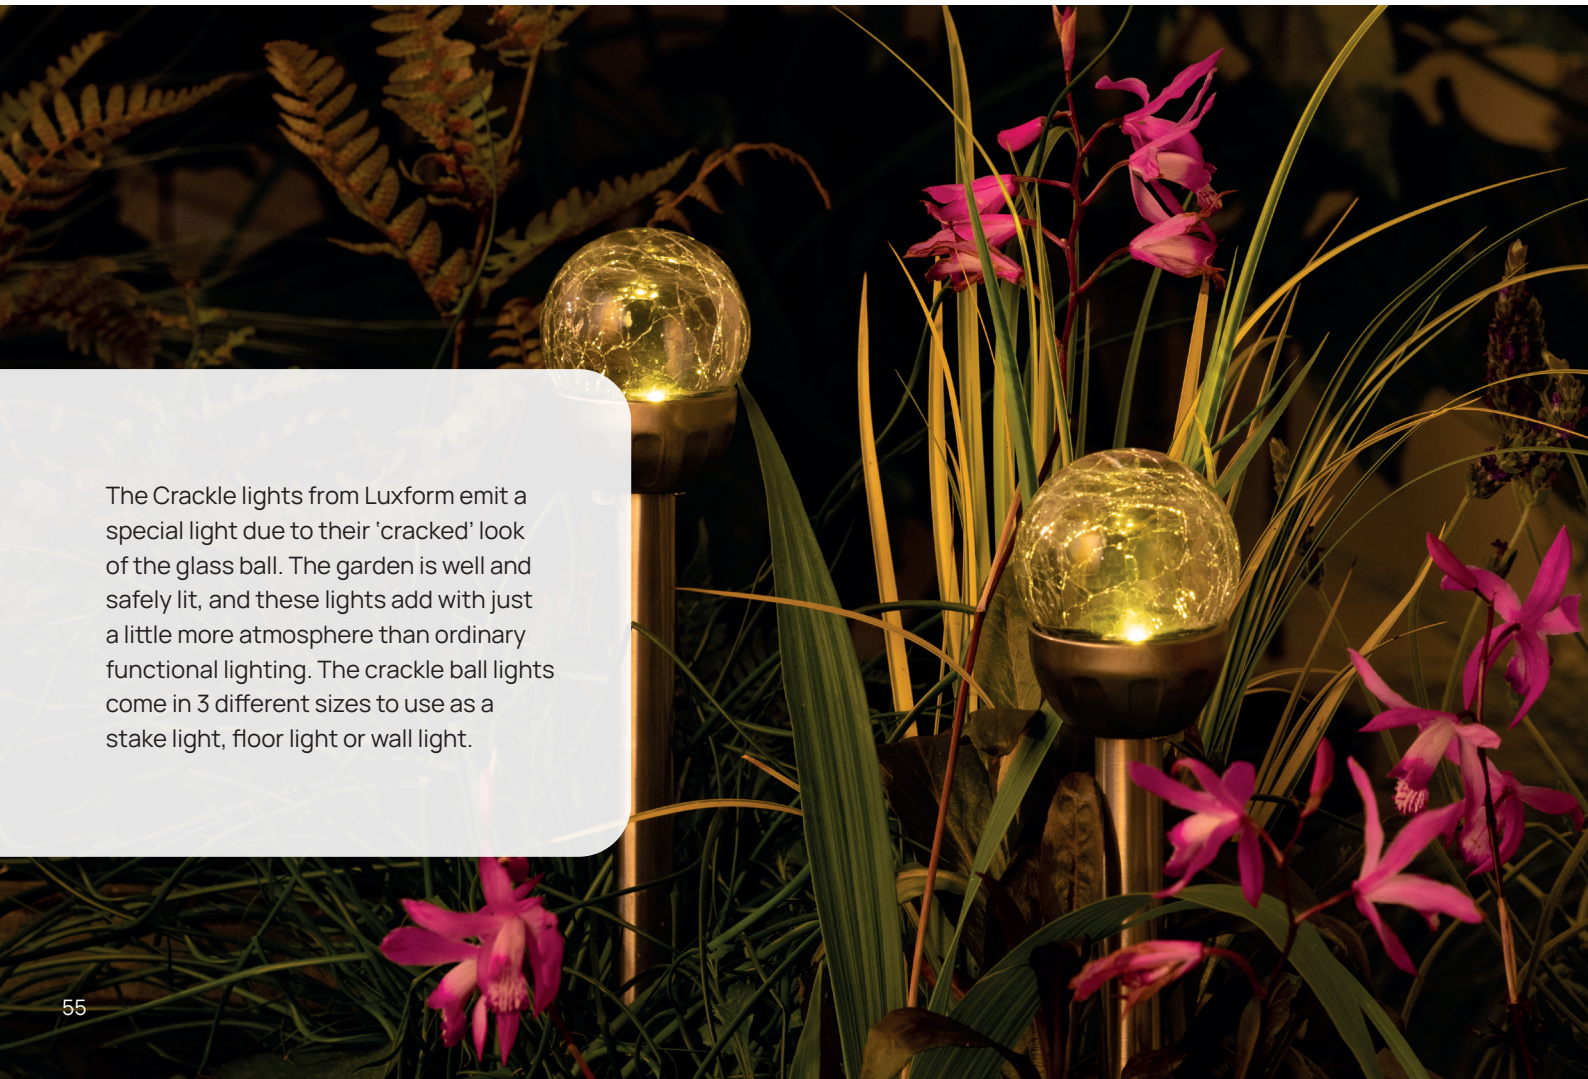 The Crackle lights from Luxform emit a
special light due to their ‘cracked’ look
of the glass ball. The garden is well and
safely lit, and these lights add with just
a little more atmosphere than ordinary
functional lighting. The crackle ball lights
come in 3 different sizes to use as a
stake light, floor light or wall light.
55